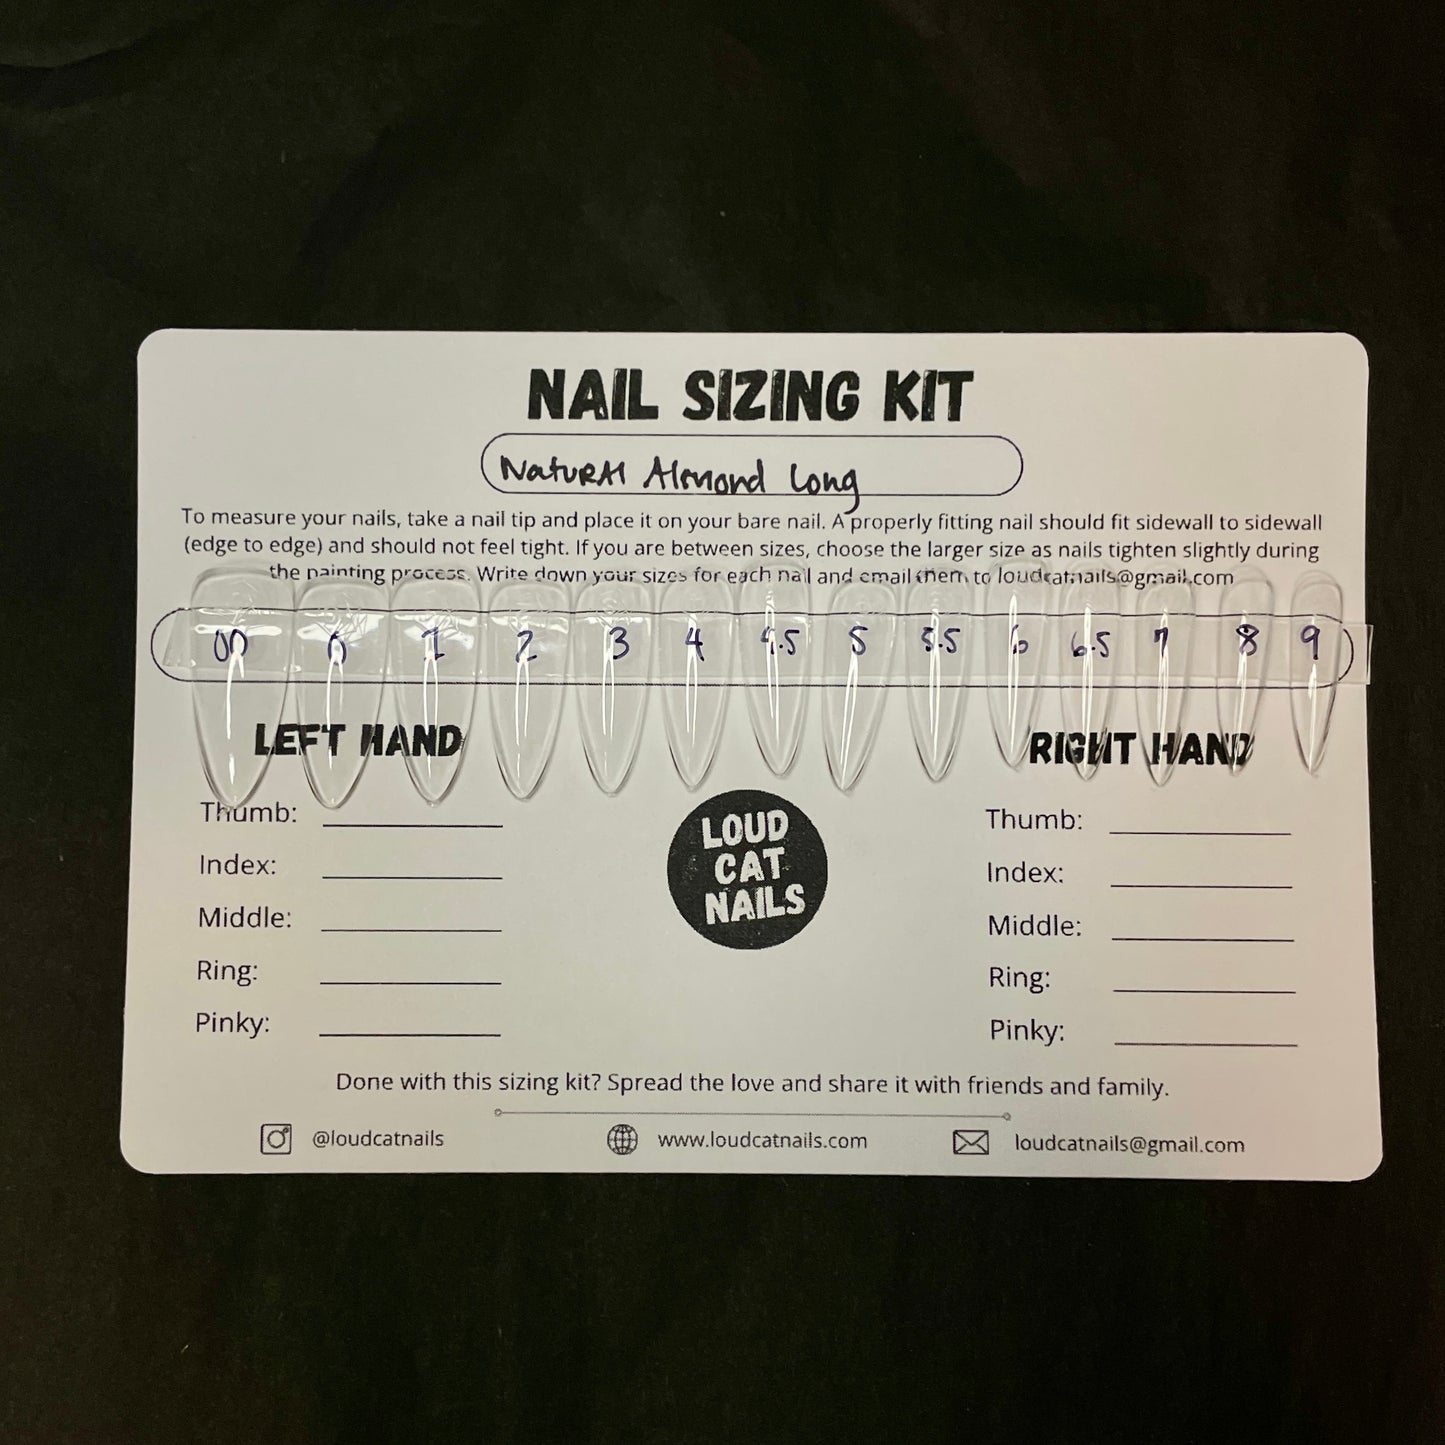 NAIL SIZING KIT
Natural Almond Long
To measure your nails, take a nail tip and place it on your bare nail. A properly fitting nail should fit sidewall to sidewall
(edge to edge) and should not feel tight. If you are between sizes, choose the larger size as nails tighten slightly during
the painting process. Write down your sizes for each nail and email them to loudcatnails@gmail.com
00 0 1 2 3 4 4.5 5 5.5 6 6.5 7 8 9
LEFT HAND
RIGHT HAND
Thumb:
Index:
Middle:
Ring:
Pinky:
LOUD
CAT
NAILS
Thumb:
Index:
Middle:
Ring:
Pinky:
Done with this sizing kit? Spread the love and share it with friends and family.
@loudcatnails www.loudcatnails.com loudcatnails@gmail.com